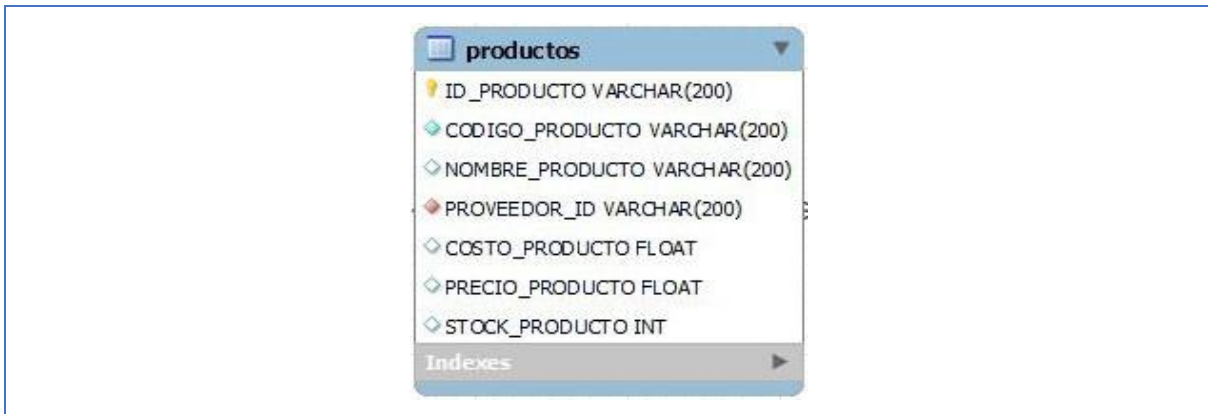 productos
ID_PRODUCTO VARCHAR(200)
CODIGO_PRODUCTO VARCHAR(200)
NOMBRE_PRODUCTO VARCHAR(200)
PROVEEDOR_ID VARCHAR(200)
COSTO_PRODUCTO FLOAT
PRECIO_PRODUCTO FLOAT
STOCK_PRODUCTO INT
Indexes